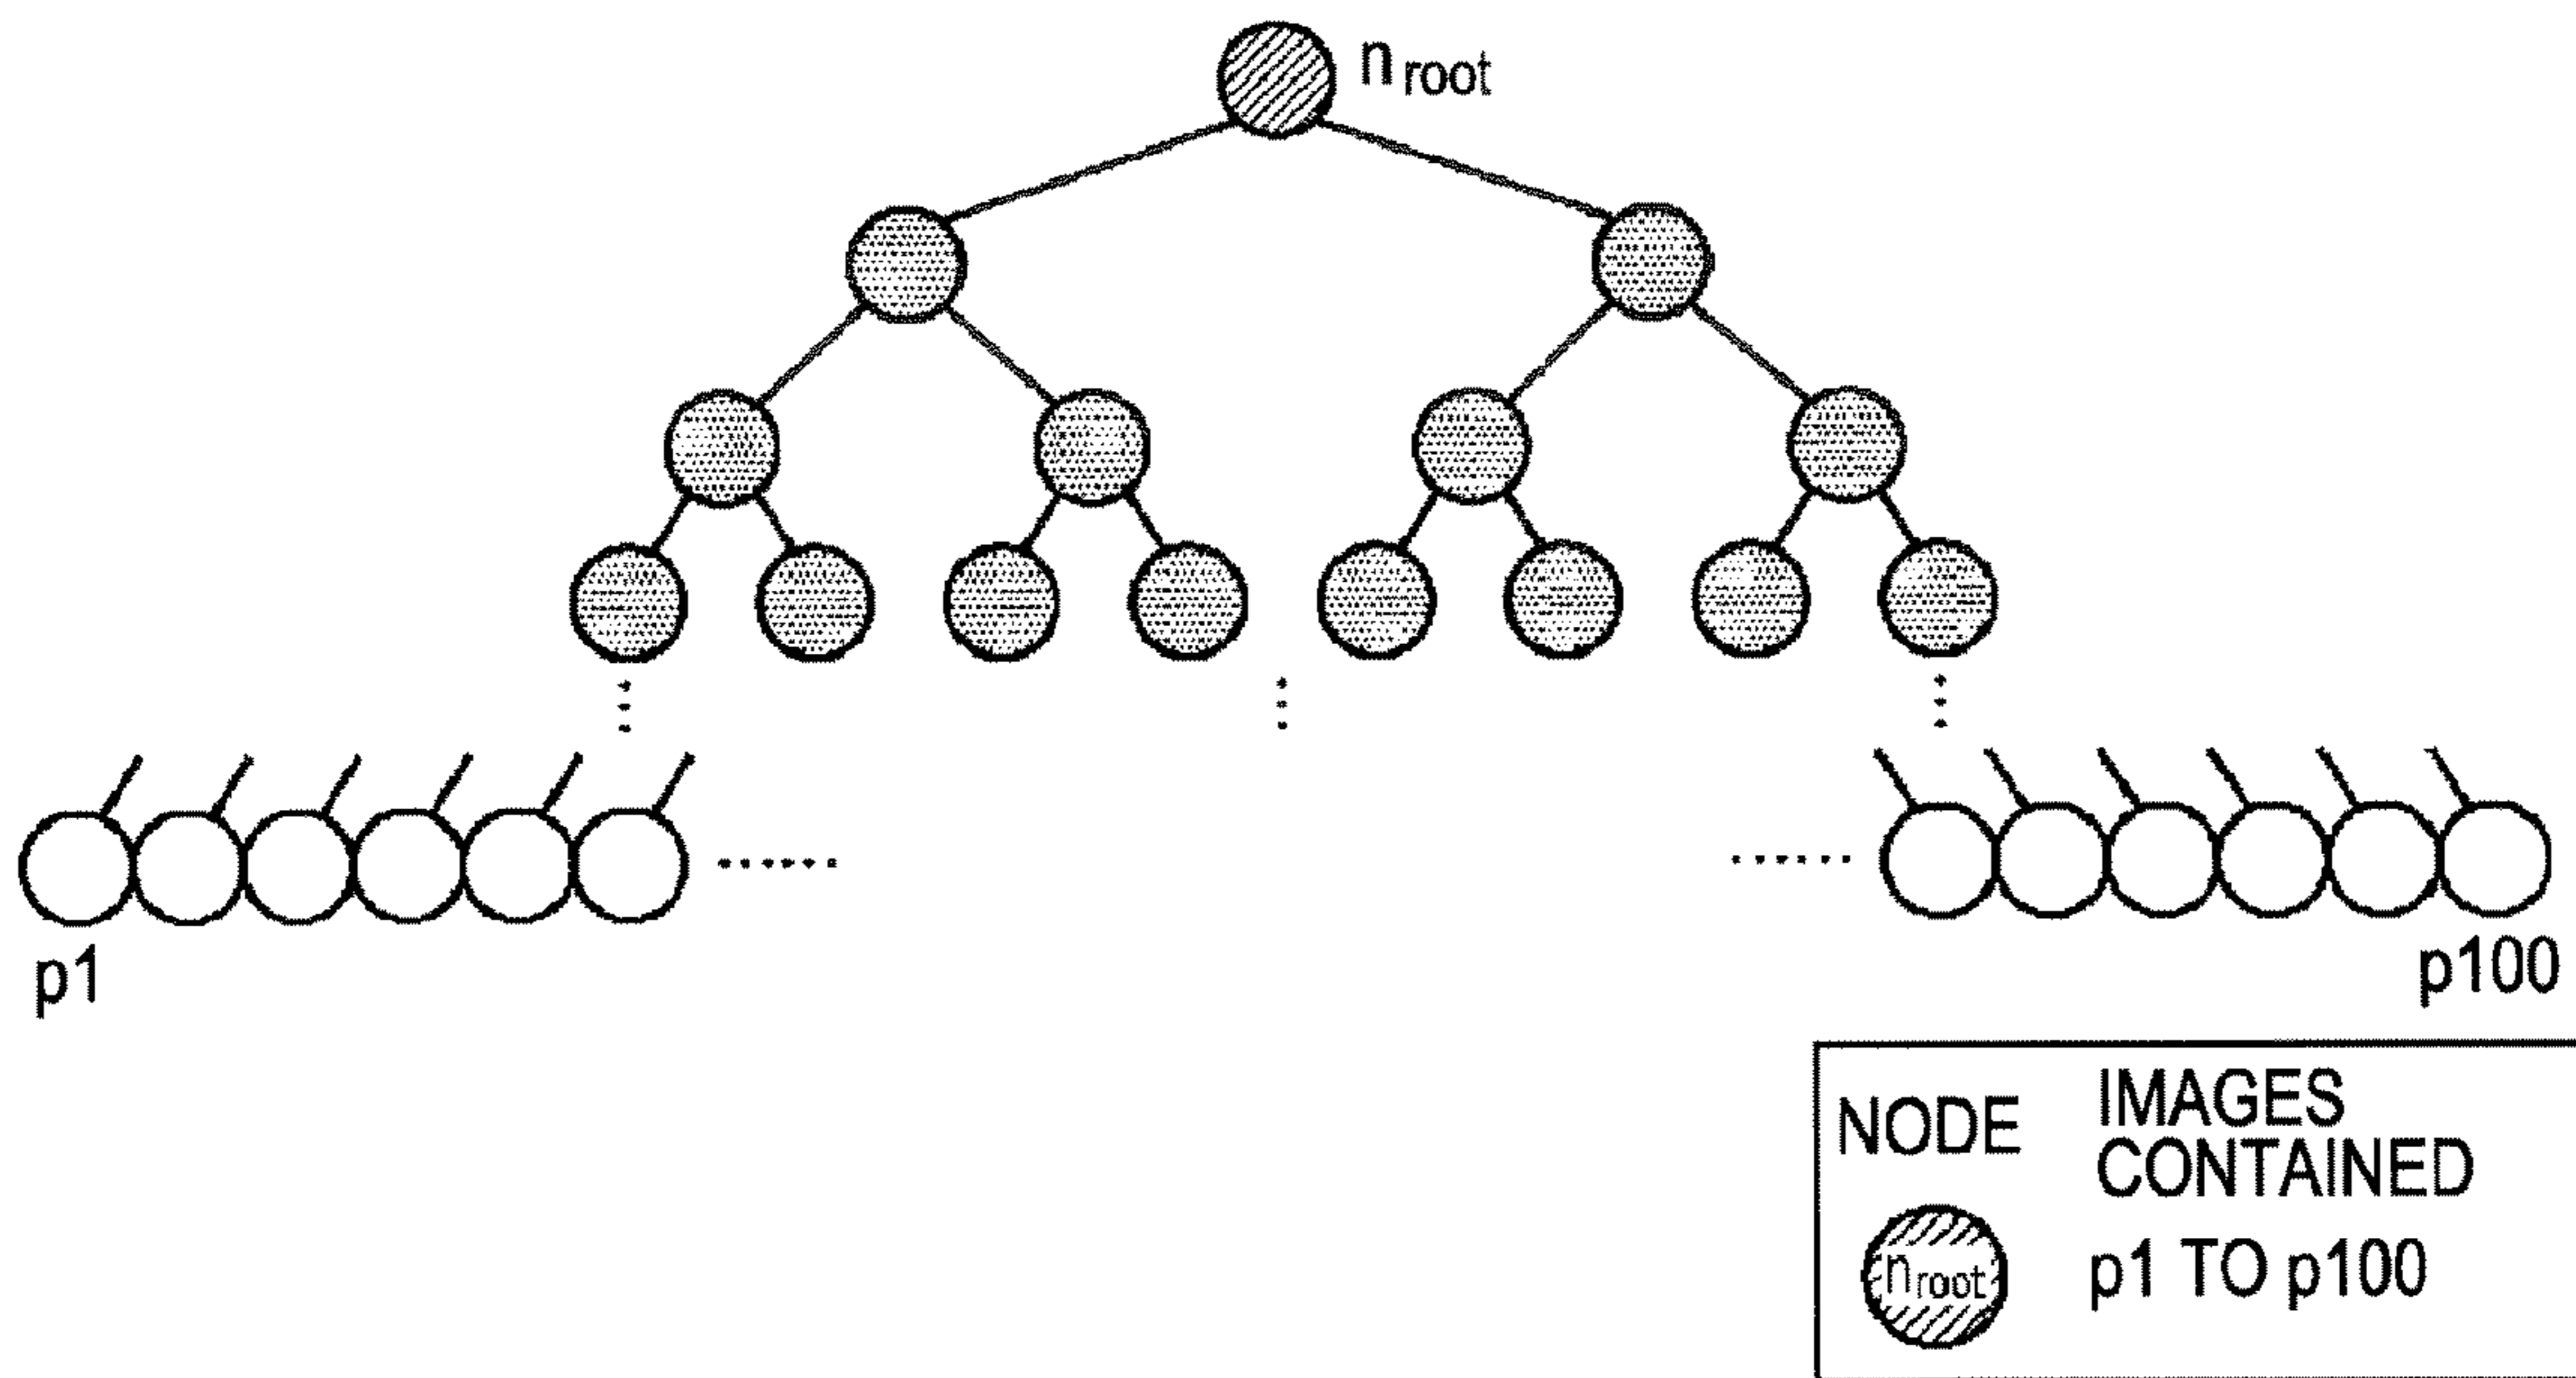 n root
p1
p100
NODE
IMAGES
CONTAINED
n root
p1 TO p100